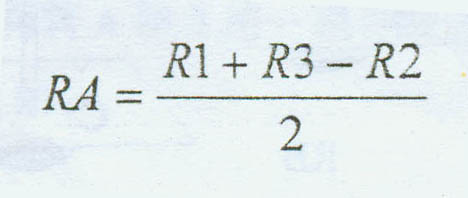 RA = (R1 + R3 − R2) / 2